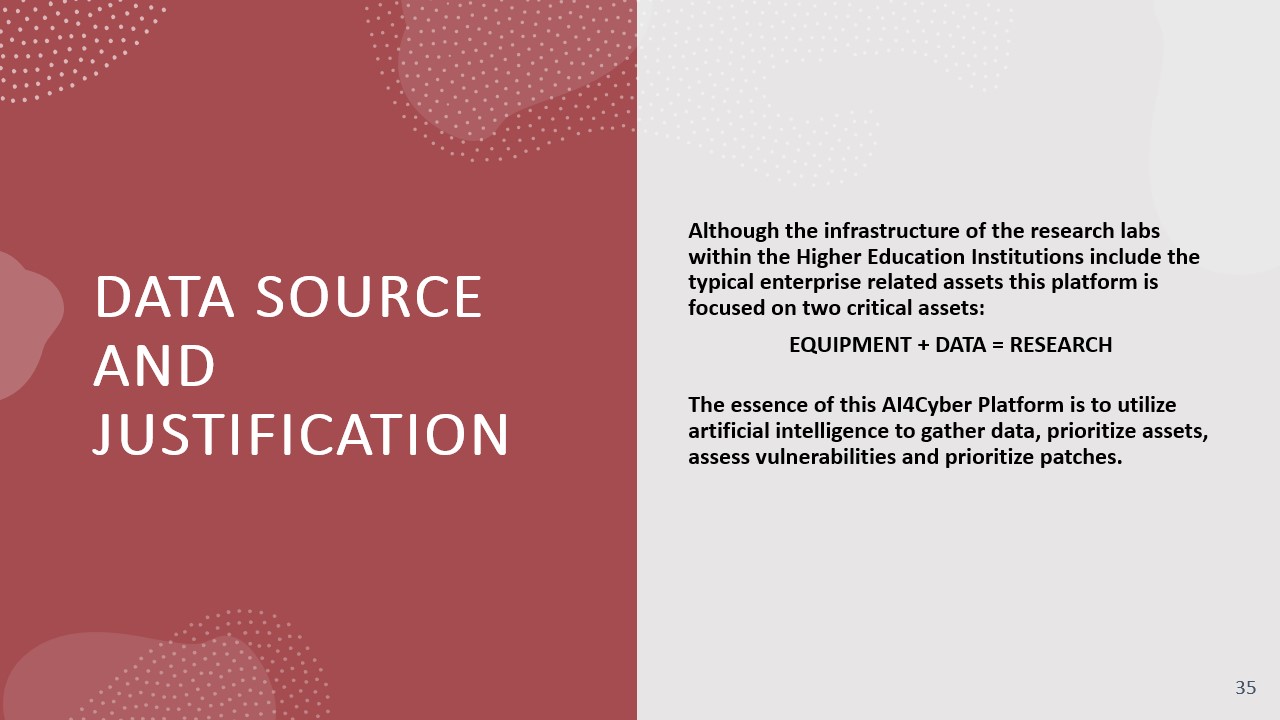 DATA SOURCE
AND
JUSTIFICATION
Although the infrastructure of the research labs
within the Higher Education Institutions include the
typical enterprise related assets this platform is
focused on two critical assets:
EQUIPMENT + DATA = RESEARCH
The essence of this AI4Cyber Platform is to utilize
artificial intelligence to gather data, prioritize assets,
assess vulnerabilities and prioritize patches.
35